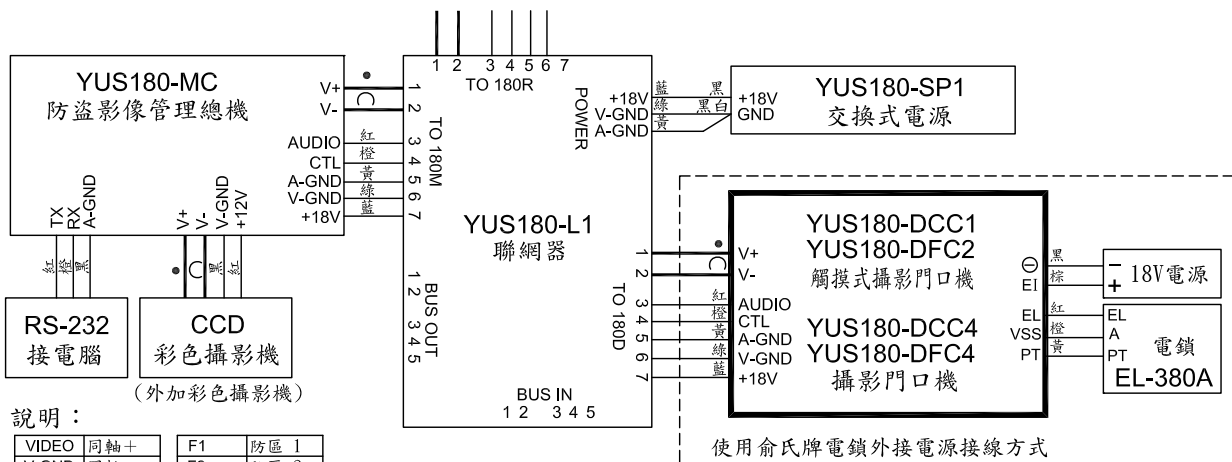 1 2 3 4 5 6 7
TO 180R
YUS180-MC
防盜影像管理總機
V+
V-
AUDIO 紅
CTL 橙
A-GND 黃
V-GND 綠
+18V 藍
1
2
3
4
5
6
7
TO 180M
TX
RX
A-GND
V+
V-
V-GND
+12V
紅
橙
黑
黑
紅
RS-232
接電腦
CCD
彩色攝影機
(外加彩色攝影機)
YUS180-L1
聯網器
POWER
+18V
V-GND
A-GND
藍
綠
黃
黑
黑白
+18V
GND
YUS180-SP1
交換式電源
1
2
3
4
5
BUS OUT
BUS IN
1 2 3 4 5
TO 180D
1
2
3
4
5
6
7
V+
V-
紅 AUDIO
橙 CTL
黃 A-GND
綠 V-GND
藍 +18V
YUS180-DCC1
YUS180-DFC2
觸摸式攝影門口機
YUS180-DCC4
YUS180-DFC4
攝影門口機
⊖ 黑 −
EI 棕 +
18V電源
EL 紅 EL
VSS 橙 A
PT 黃 PT
電鎖
EL-380A
使用俞氏牌電鎖外接電源接線方式
說明：
VIDEO 同軸＋
F1 防區 1